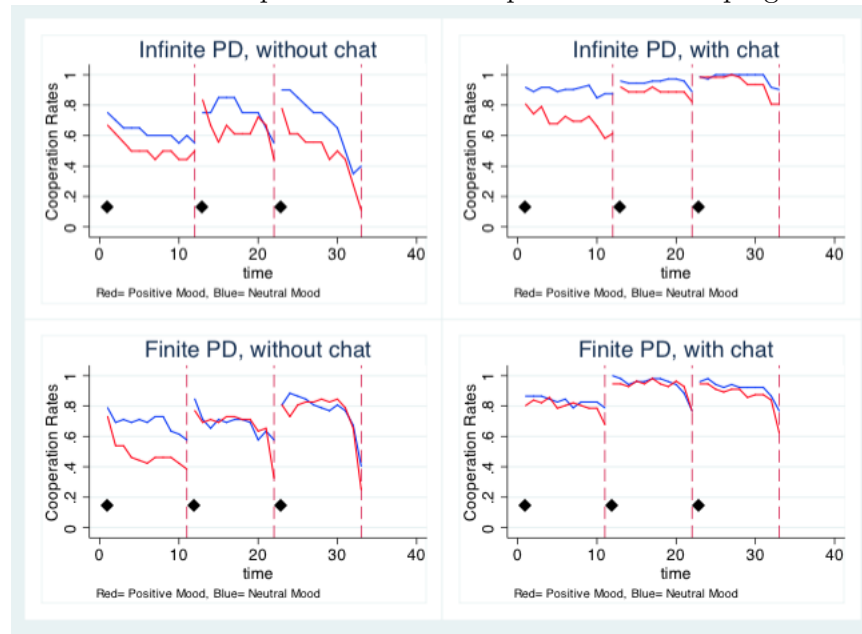 Infinite PD, without chat
Cooperation Rates
1
.8
.6
.4
.2
0
0 10 20 30 40
time
Red= Positive Mood, Blue= Neutral Mood
Infinite PD, with chat
Cooperation Rates
1
.8
.6
.4
.2
0
0 10 20 30 40
time
Red= Positive Mood, Blue= Neutral Mood
Finite PD, without chat
Cooperation Rates
1
.8
.6
.4
.2
0
0 10 20 30 40
time
Red= Positive Mood, Blue= Neutral Mood
Finite PD, with chat
Cooperation Rates
1
.8
.6
.4
.2
0
0 10 20 30 40
time
Red= Positive Mood, Blue= Neutral Mood